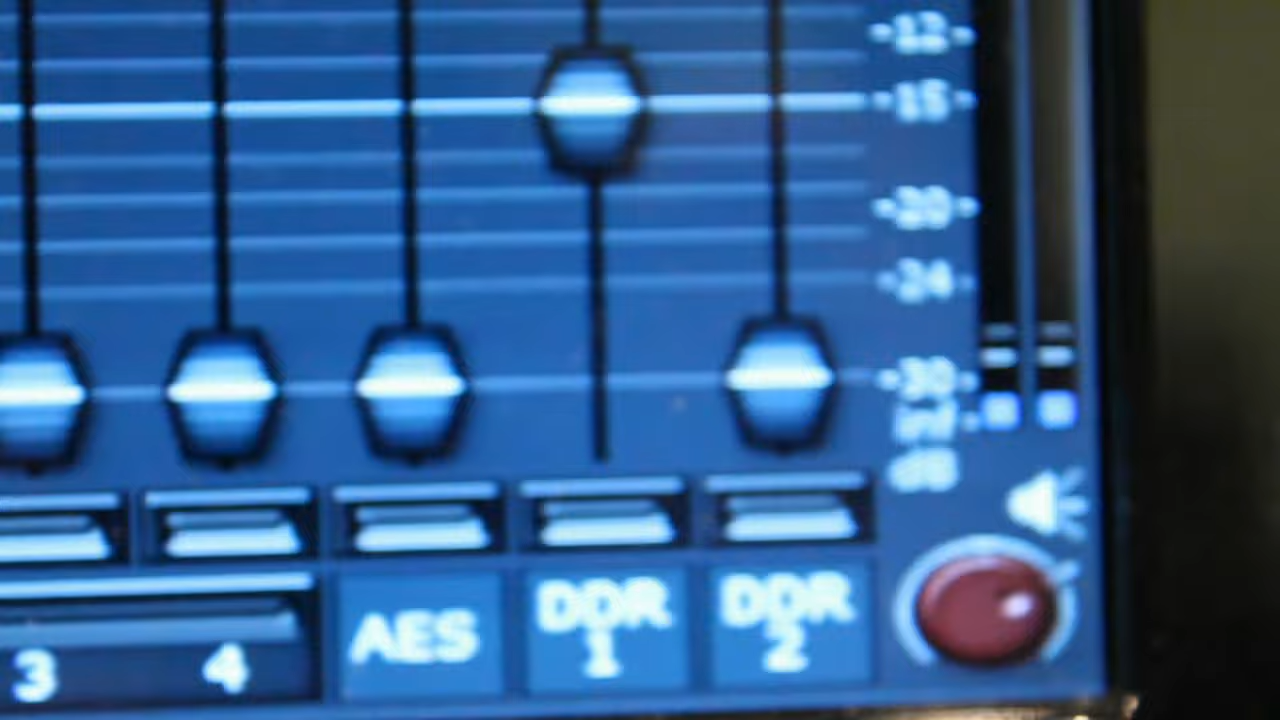 -12-
-15-
-20-
-24-
-30-
Inf-
dB
3
4
AES
DDR
1
DDR
2